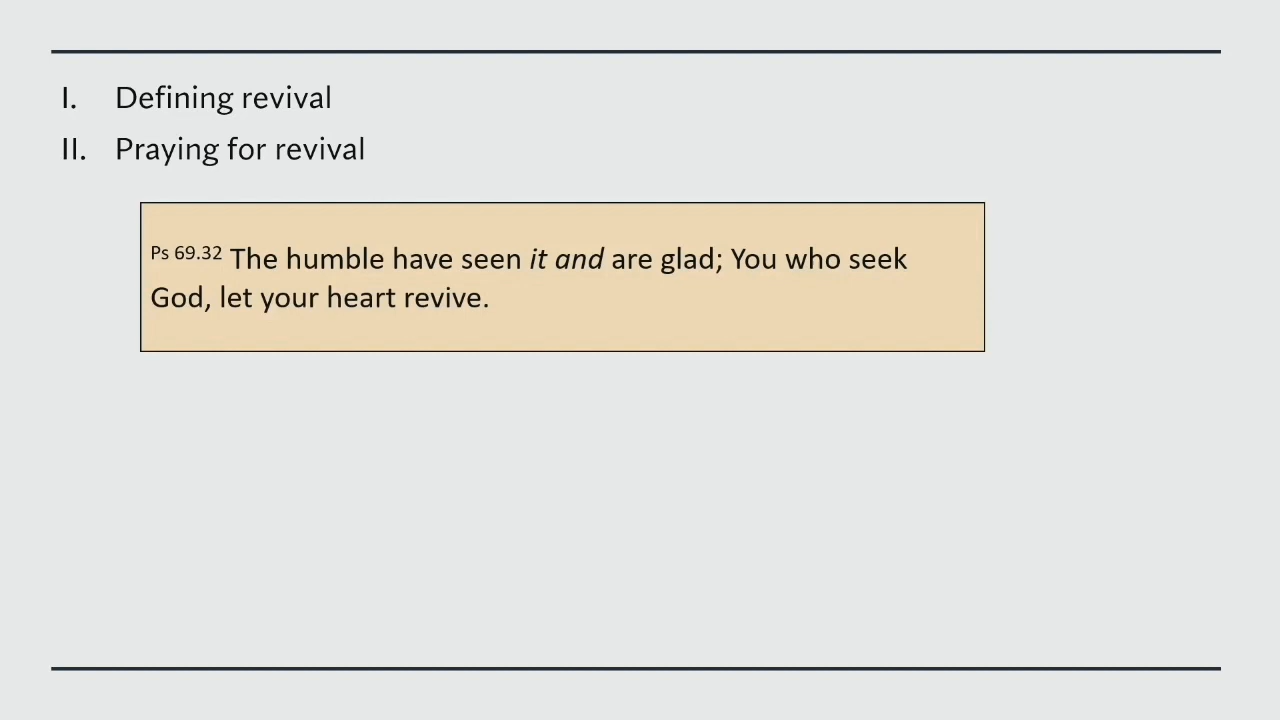 I. Defining revival
II. Praying for revival
Ps 69.32 The humble have seen it and are glad; You who seek
God, let your heart revive.